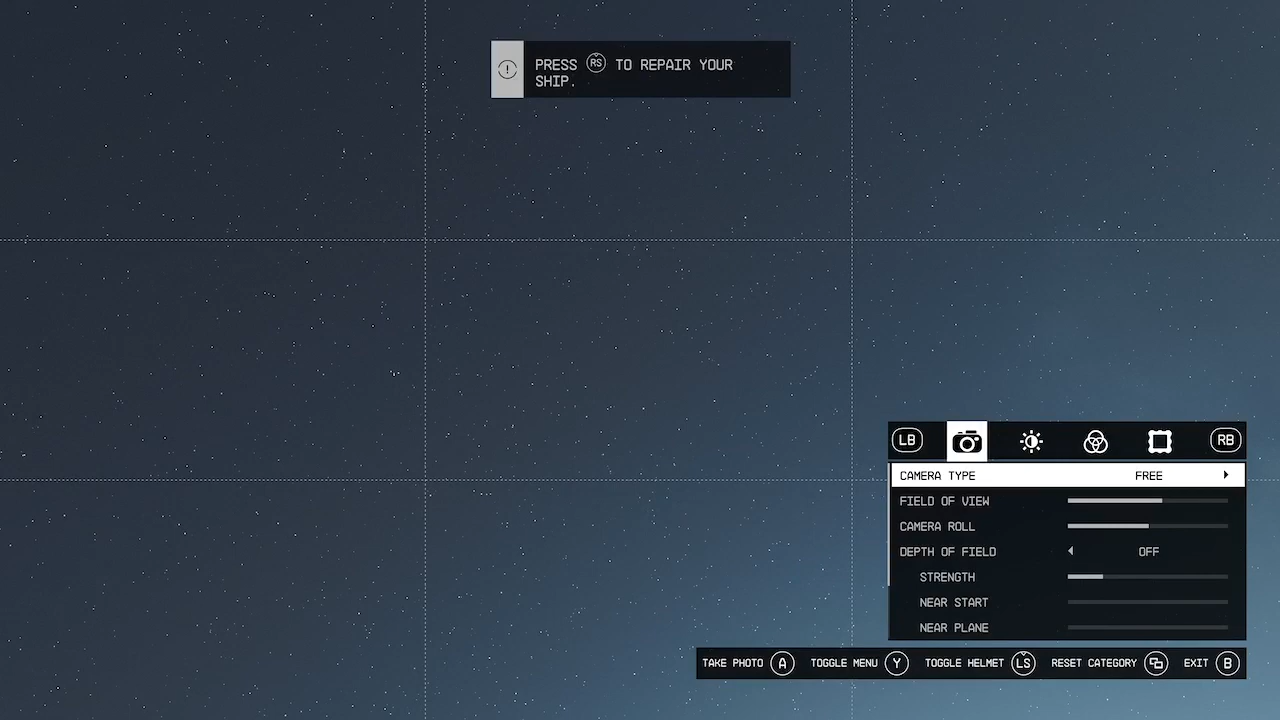 PRESS RS TO REPAIR YOUR
SHIP.
LB RB
CAMERA TYPE FREE
FIELD OF VIEW
CAMERA ROLL
DEPTH OF FIELD OFF
STRENGTH
NEAR START
NEAR PLANE
TAKE PHOTO A TOGGLE MENU Y TOGGLE HELMET LS RESET CATEGORY EXIT B